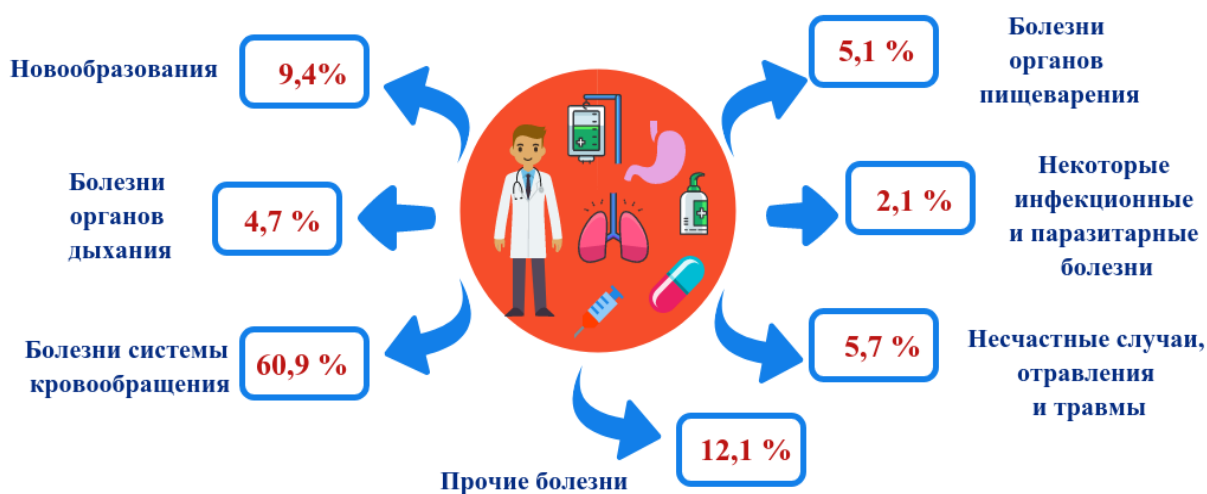 Новообразования
9,4%
Болезни
органов
дыхания
4,7 %
Болезни системы
кровообращения
60,9 %
Прочие болезни
12,1 %
5,1 %
Болезни
органов
пищеварения
2,1 %
Некоторые
инфекционные
и паразитарные
болезни
5,7 %
Несчастные случаи,
отравления
и травмы